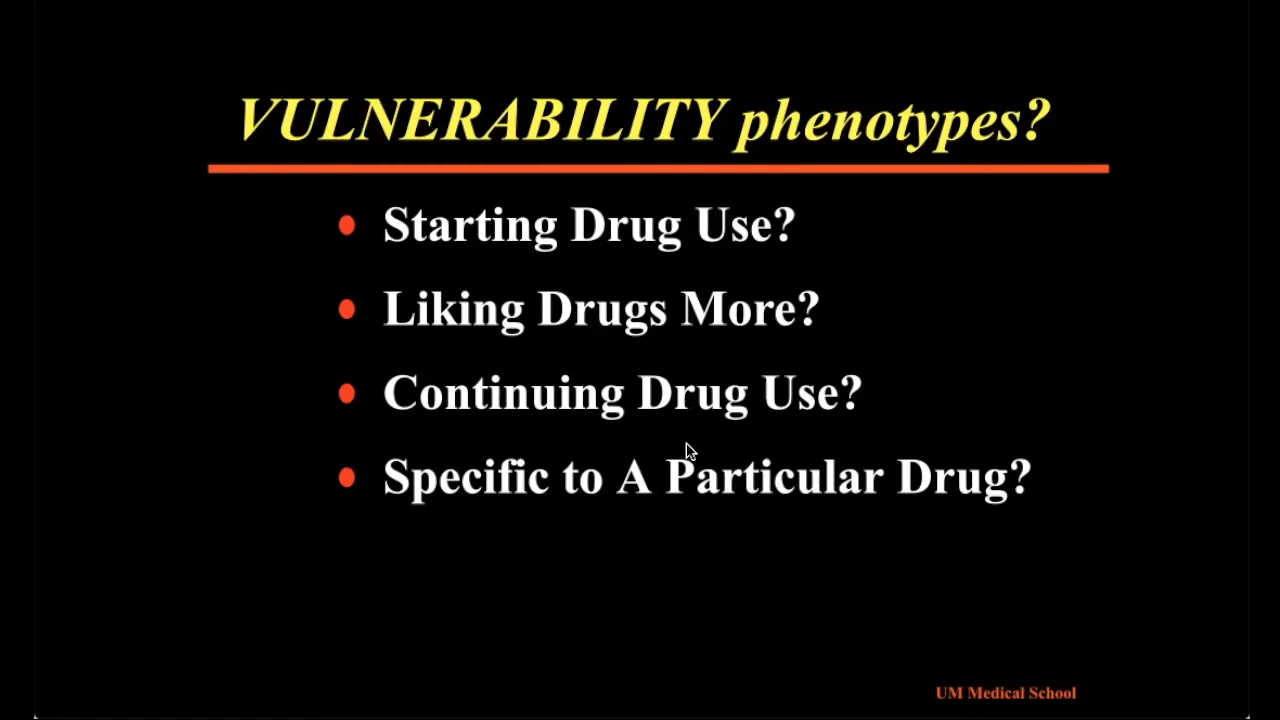 VULNERABILITY phenotypes?
Starting Drug Use?
Liking Drugs More?
Continuing Drug Use?
Specific to A Particular Drug?
UM Medical School